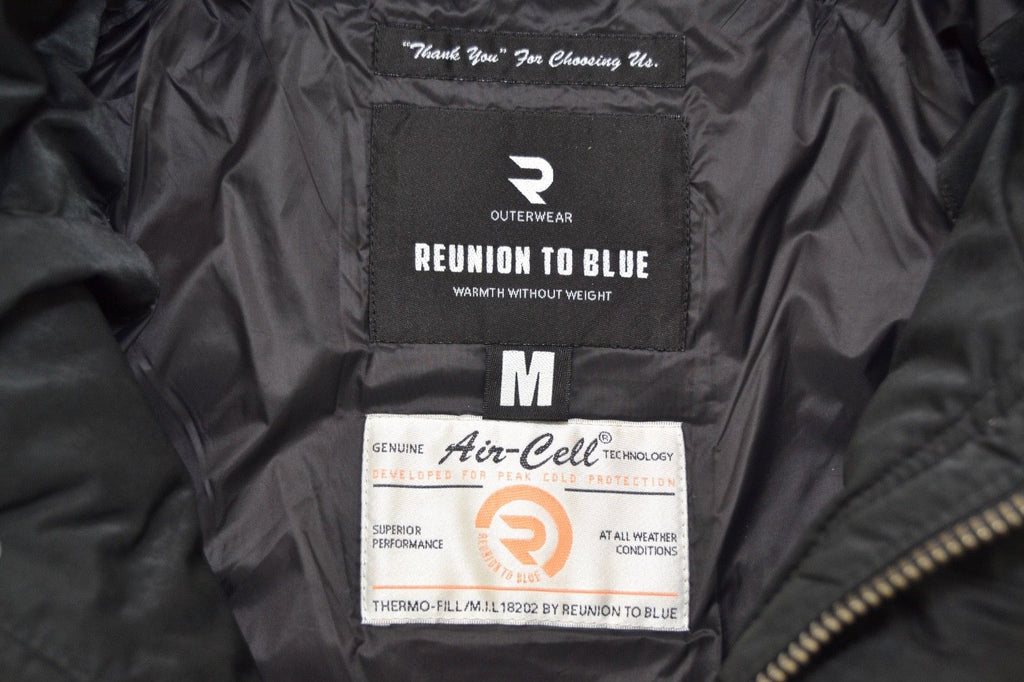 "Thank You" For Choosing Us.
R
OUTERWEAR
REUNION TO BLUE
WARMTH WITHOUT WEIGHT
M
GENUINE Air-Cell® TECHNOLOGY
DEVELOPED FOR PEAK COLD PROTECTION
R
REUNION TO BLUE
SUPERIOR
PERFORMANCE
AT ALL WEATHER
CONDITIONS
THERMO-FILL/M.I.L18202 BY REUNION TO BLUE